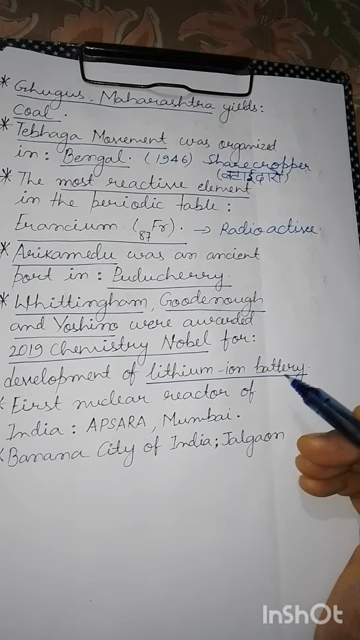 * Ghugus, Maharashtra yields:
Coal.
* Tebhaga Movement was organized
in: Bengal. (1946) Sharecropper
* The most reactive element
in the periodic table:
Francium (87Fr). → Radioactive
* Arikamedu was an ancient
port in: Puducherry
* Whittingham, Goodenough
and Yoshino were awarded
2019 Chemistry Nobel for:
development of lithium-ion battery.
* First nuclear reactor of
India: APSARA, Mumbai.
* Banana City of India; Jalgaon
InShOt